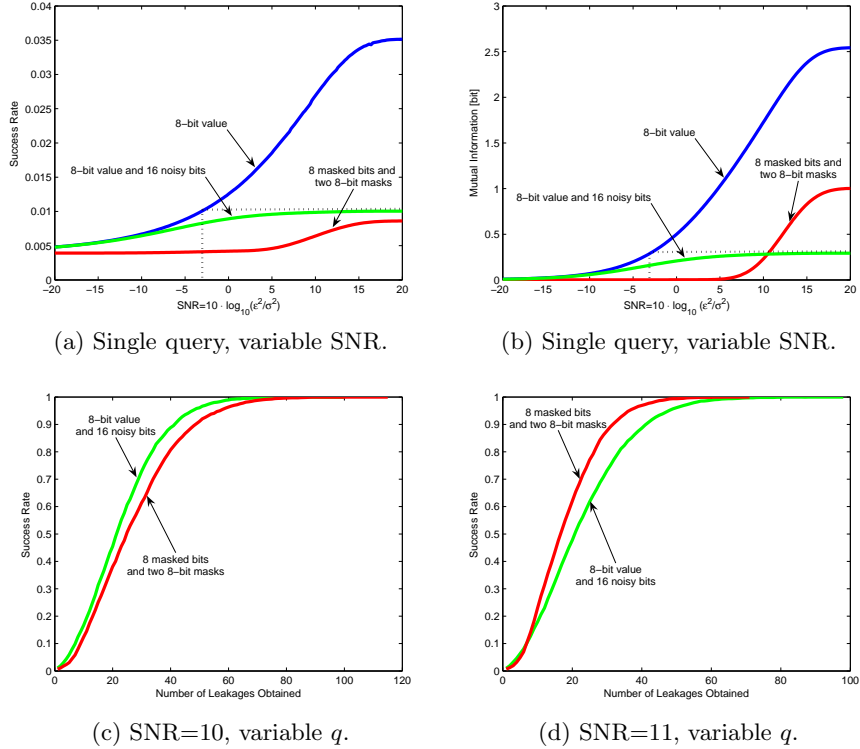 0.04
0.035
0.03
0.025
0.02
0.015
0.01
0.005
0
Success Rate
8−bit value
8−bit value and 16 noisy bits
8 masked bits and
two 8−bit masks
−20 −15 −10 −5 0 5 10 15 20
SNR=10 · log10(ε²/σ²)
(a) Single query, variable SNR.
3
2.5
2
1.5
1
0.5
0
Mutual Information [bit]
8−bit value
8 masked bits and
two 8−bit masks
8−bit value and 16 noisy bits
−20 −15 −10 −5 0 5 10 15 20
SNR=10 · log10(ε²/σ²)
(b) Single query, variable SNR.
1
0.9
0.8
0.7
0.6
0.5
0.4
0.3
0.2
0.1
0
Success Rate
8−bit value
and 16 noisy bits
8 masked bits
and two 8−bit masks
0 20 40 60 80 100 120
Number of Leakages Obtained
(c) SNR=10, variable q.
1
0.9
0.8
0.7
0.6
0.5
0.4
0.3
0.2
0.1
0
Success Rate
8 masked bits
and two 8−bit masks
8−bit value
and 16 noisy bits
0 20 40 60 80 100
Number of Leakages Obtained
(d) SNR=11, variable q.